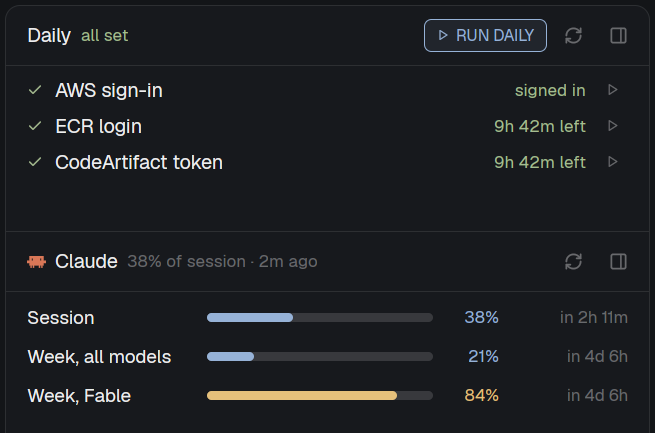 Daily all set RUN DAILY
AWS sign-in signed in
ECR login 9h 42m left
CodeArtifact token 9h 42m left
Claude 38% of session · 2m ago
Session 38% in 2h 11m
Week, all models 21% in 4d 6h
Week, Fable 84% in 4d 6h